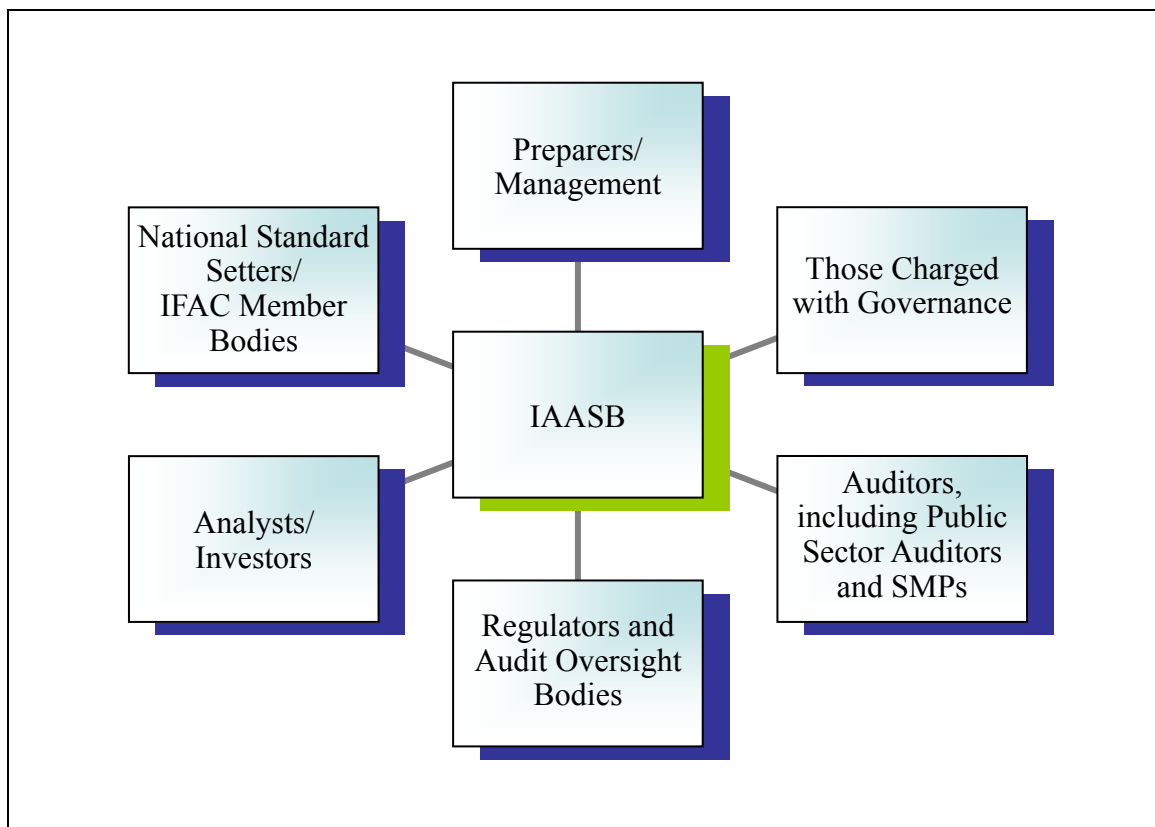 Preparers/
Management
National Standard
Setters/
IFAC Member
Bodies
Those Charged
with Governance
IAASB
Analysts/
Investors
Auditors,
including Public
Sector Auditors
and SMPs
Regulators and
Audit Oversight
Bodies